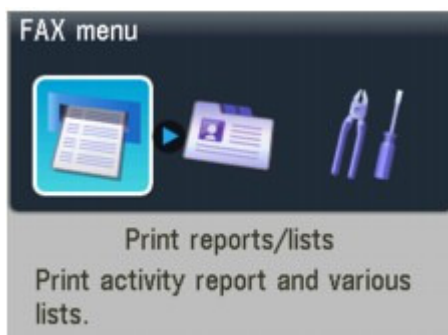 FAX menu
Print reports/lists
Print activity report and various
lists.